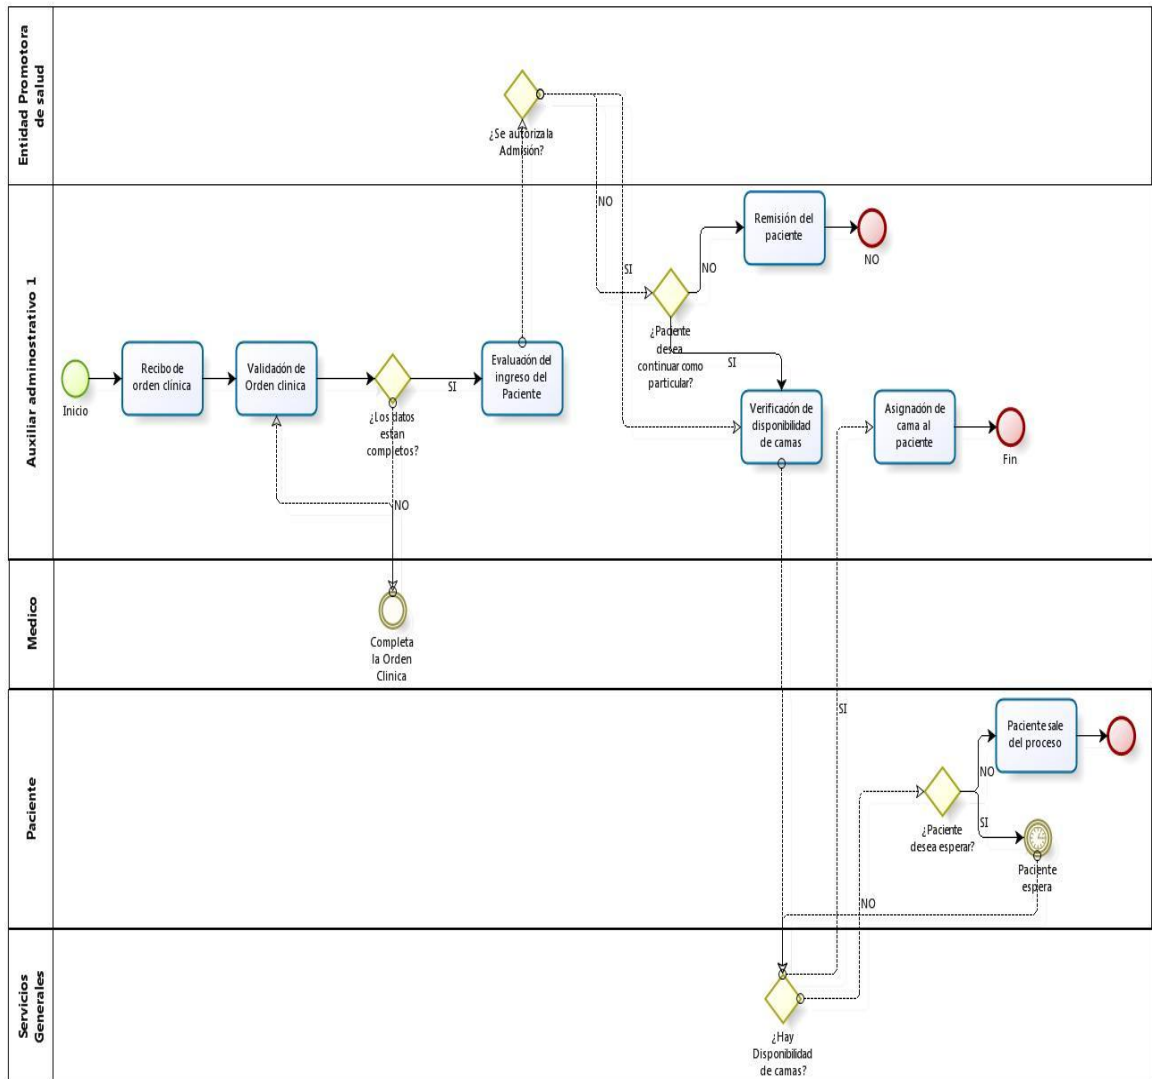 Entidad Promotora
de salud
¿Se autoriza la
Admisión?
NO
SI
Auxiliar adminostrativo 1
Inicio
Recibo de
orden clinica
Validación de
Orden clinica
¿Los datos
estan
completos?
SI
NO
Evaluación del
ingreso del
Paciente
¿Paciente
desea
continuar como
particular?
NO
SI
Remisión del
paciente
NO
Verificación de
disponibilidad
de camas
Asignación de
cama al
paciente
Fin
Medico
Completa
la Orden
Clinica
Paciente
SI
NO
¿Paciente
desea esperar?
NO
SI
Paciente sale
del proceso
Paciente
espera
Servicios
Generales
¿Hay
Disponibilidad
de camas?